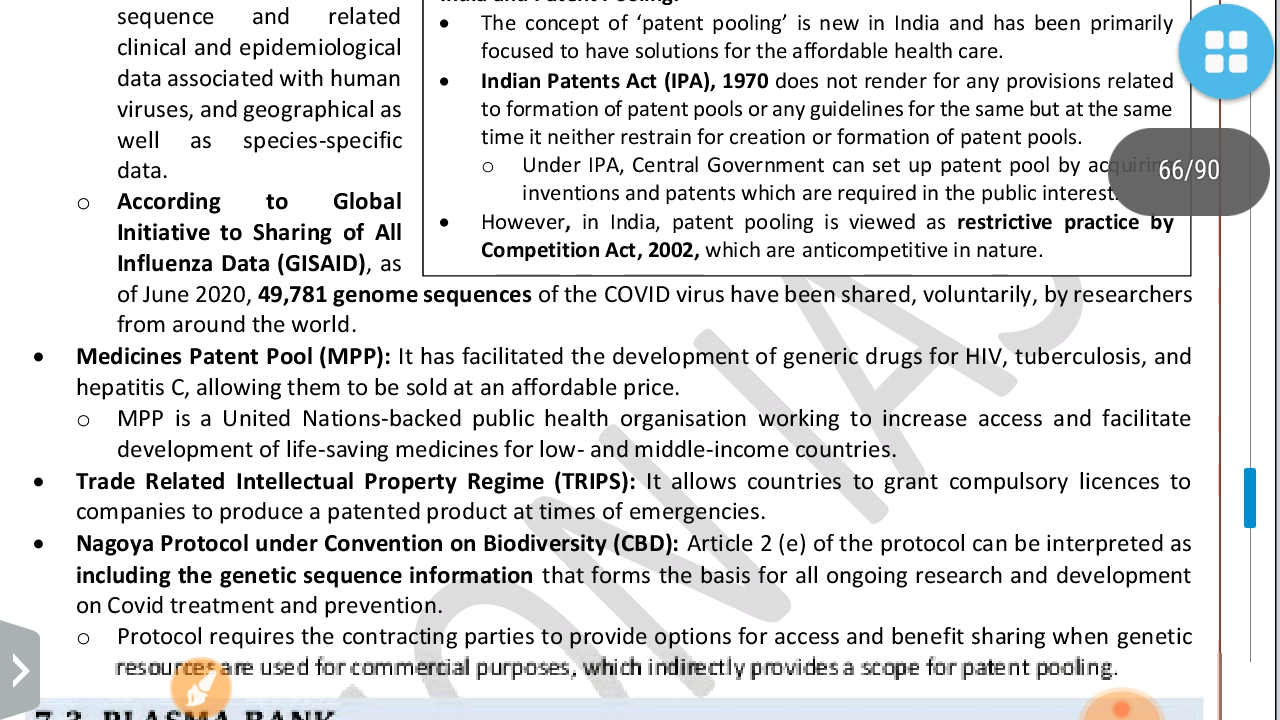 sequence and related
clinical and epidemiological
data associated with human
viruses, and geographical as
well as species-specific
data.
o According to Global
Initiative to Sharing of All
Influenza Data (GISAID), as
of June 2020, 49,781 genome sequences of the COVID virus have been shared, voluntarily, by researchers
from around the world.
• The concept of ‘patent pooling’ is new in India and has been primarily
focused to have solutions for the affordable health care.
• Indian Patents Act (IPA), 1970 does not render for any provisions related
to formation of patent pools or any guidelines for the same but at the same
time it neither restrain for creation or formation of patent pools.
o Under IPA, Central Government can set up patent pool by acquiring
inventions and patents which are required in the public interest.
• However, in India, patent pooling is viewed as restrictive practice by
Competition Act, 2002, which are anticompetitive in nature.
66/90
• Medicines Patent Pool (MPP): It has facilitated the development of generic drugs for HIV, tuberculosis, and
hepatitis C, allowing them to be sold at an affordable price.
o MPP is a United Nations-backed public health organisation working to increase access and facilitate
development of life-saving medicines for low- and middle-income countries.
• Trade Related Intellectual Property Regime (TRIPS): It allows countries to grant compulsory licences to
companies to produce a patented product at times of emergencies.
• Nagoya Protocol under Convention on Biodiversity (CBD): Article 2 (e) of the protocol can be interpreted as
including the genetic sequence information that forms the basis for all ongoing research and development
on Covid treatment and prevention.
o Protocol requires the contracting parties to provide options for access and benefit sharing when genetic
resources are used for commercial purposes, which indirectly provides a scope for patent pooling.
7.3. PLASMA BANK